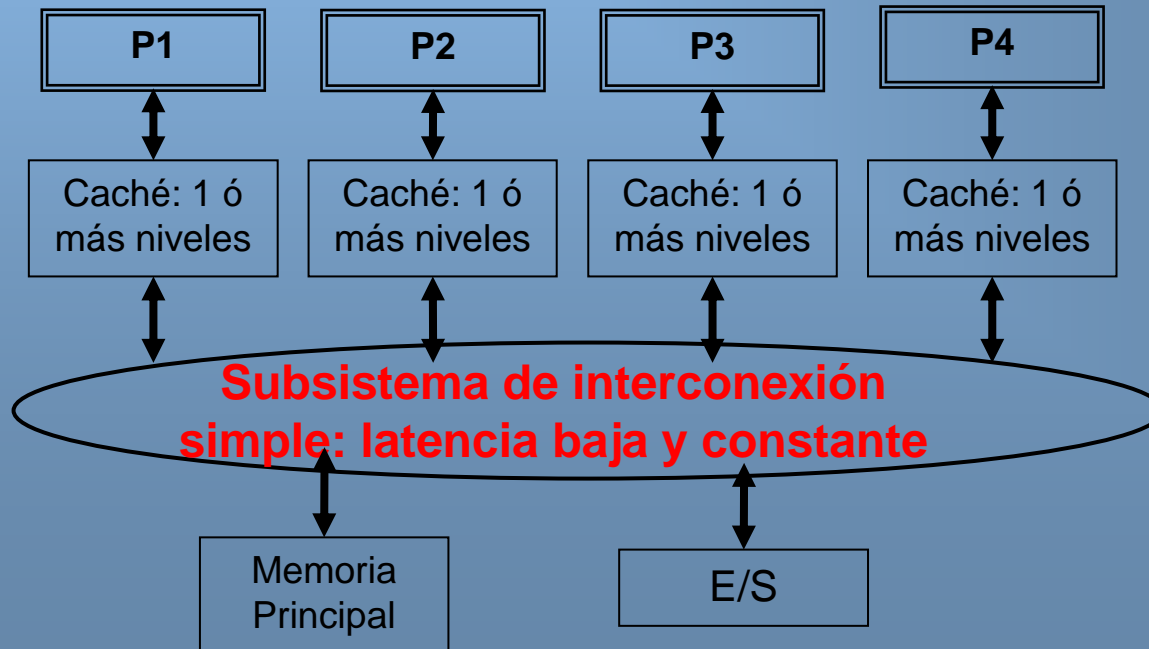 P1
P2
P3
P4
Caché: 1 ó
más niveles
Caché: 1 ó
más niveles
Caché: 1 ó
más niveles
Caché: 1 ó
más niveles
Subsistema de interconexión
simple: latencia baja y constante
Memoria
Principal
E/S